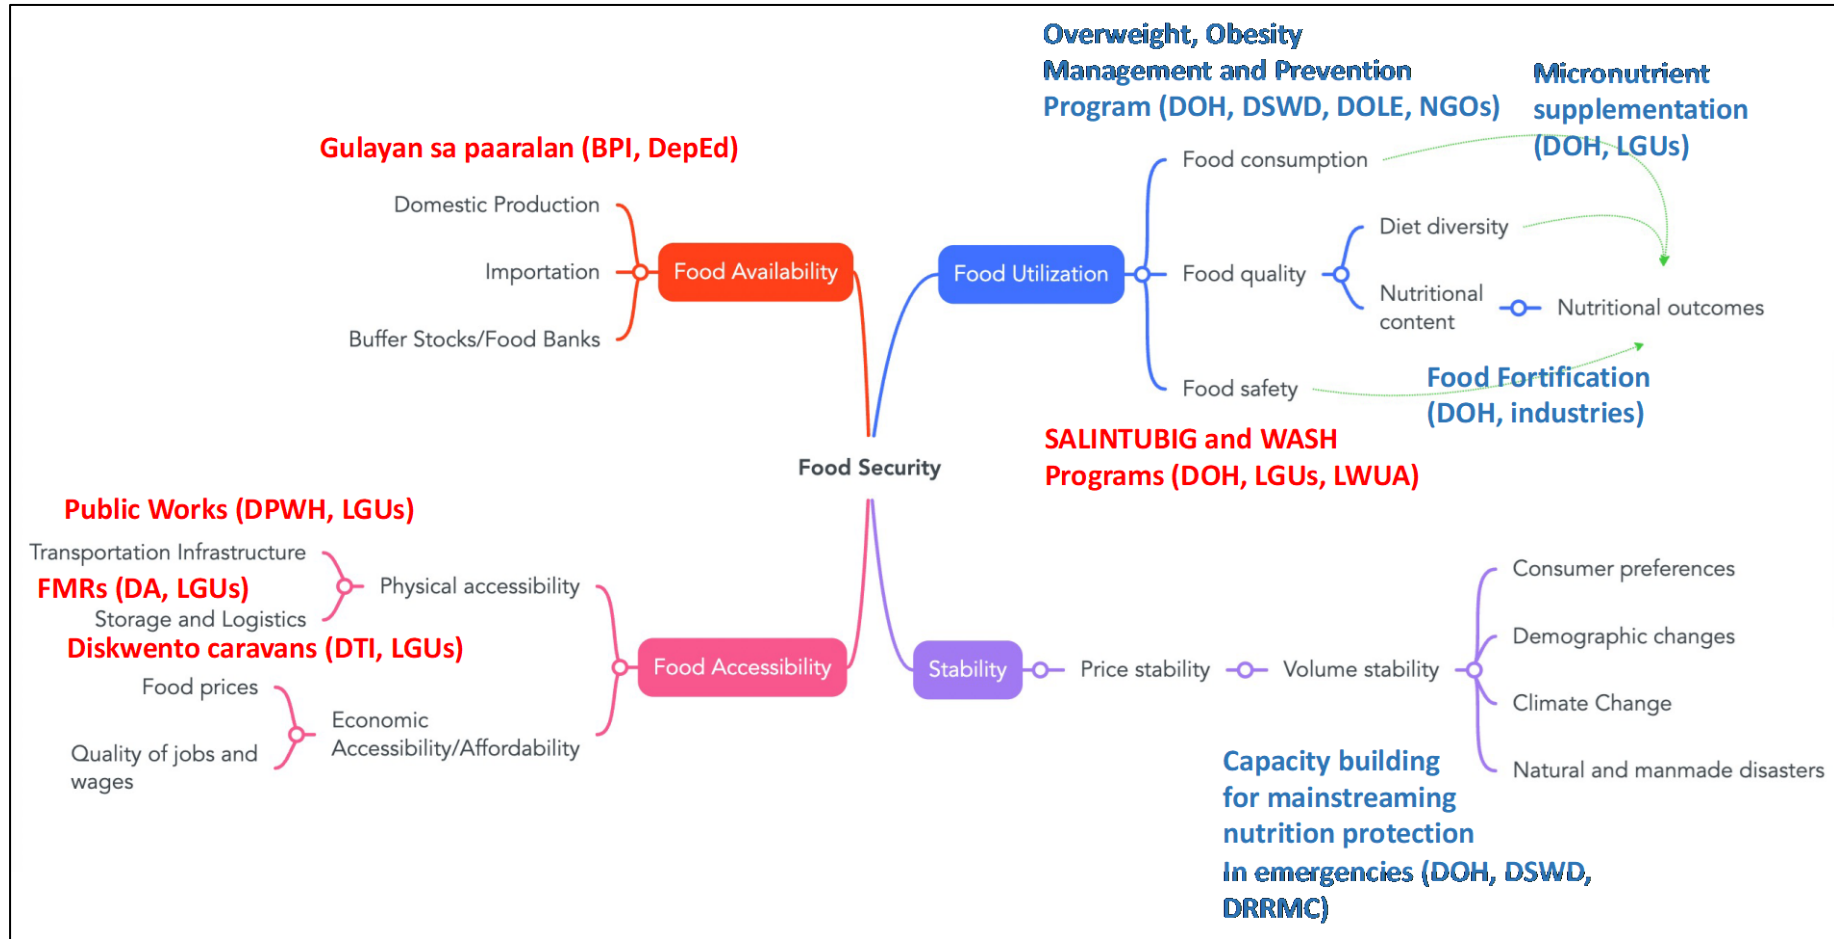 Overweight, Obesity
Management and Prevention
Program (DOH, DSWD, DOLE, NGOs)
Micronutrient
supplementation
(DOH, LGUs)
Gulayan sa paaralan (BPI, DepEd)
Domestic Production
Importation
Buffer Stocks/Food Banks
Food Availability
Food Utilization
Food consumption
Food quality
Diet diversity
Nutritional
content
Nutritional outcomes
Food safety
Food Fortification
(DOH, industries)
SALINTUBIG and WASH
Programs (DOH, LGUs, LWUA)
Food Security
Public Works (DPWH, LGUs)
Transportation Infrastructure
FMRs (DA, LGUs)
Storage and Logistics
Physical accessibility
Diskwento caravans (DTI, LGUs)
Food prices
Quality of jobs and
wages
Economic
Accessibility/Affordability
Food Accessibility
Stability
Price stability
Volume stability
Consumer preferences
Demographic changes
Climate Change
Natural and manmade disasters
Capacity building
for mainstreaming
nutrition protection
In emergencies (DOH, DSWD,
DRRMC)